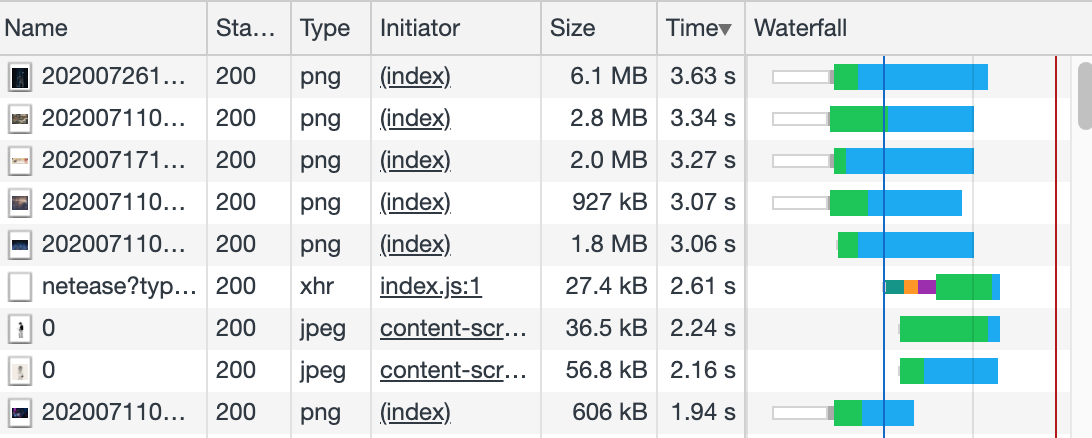 Name Sta… Type Initiator Size Time▼ Waterfall
202007261… 200 png (index) 6.1 MB 3.63 s
202007110… 200 png (index) 2.8 MB 3.34 s
202007171… 200 png (index) 2.0 MB 3.27 s
202007110… 200 png (index) 927 kB 3.07 s
202007110… 200 png (index) 1.8 MB 3.06 s
netease?typ… 200 xhr index.js:1 27.4 kB 2.61 s
0 200 jpeg content-scr… 36.5 kB 2.24 s
0 200 jpeg content-scr… 56.8 kB 2.16 s
202007110… 200 png (index) 606 kB 1.94 s